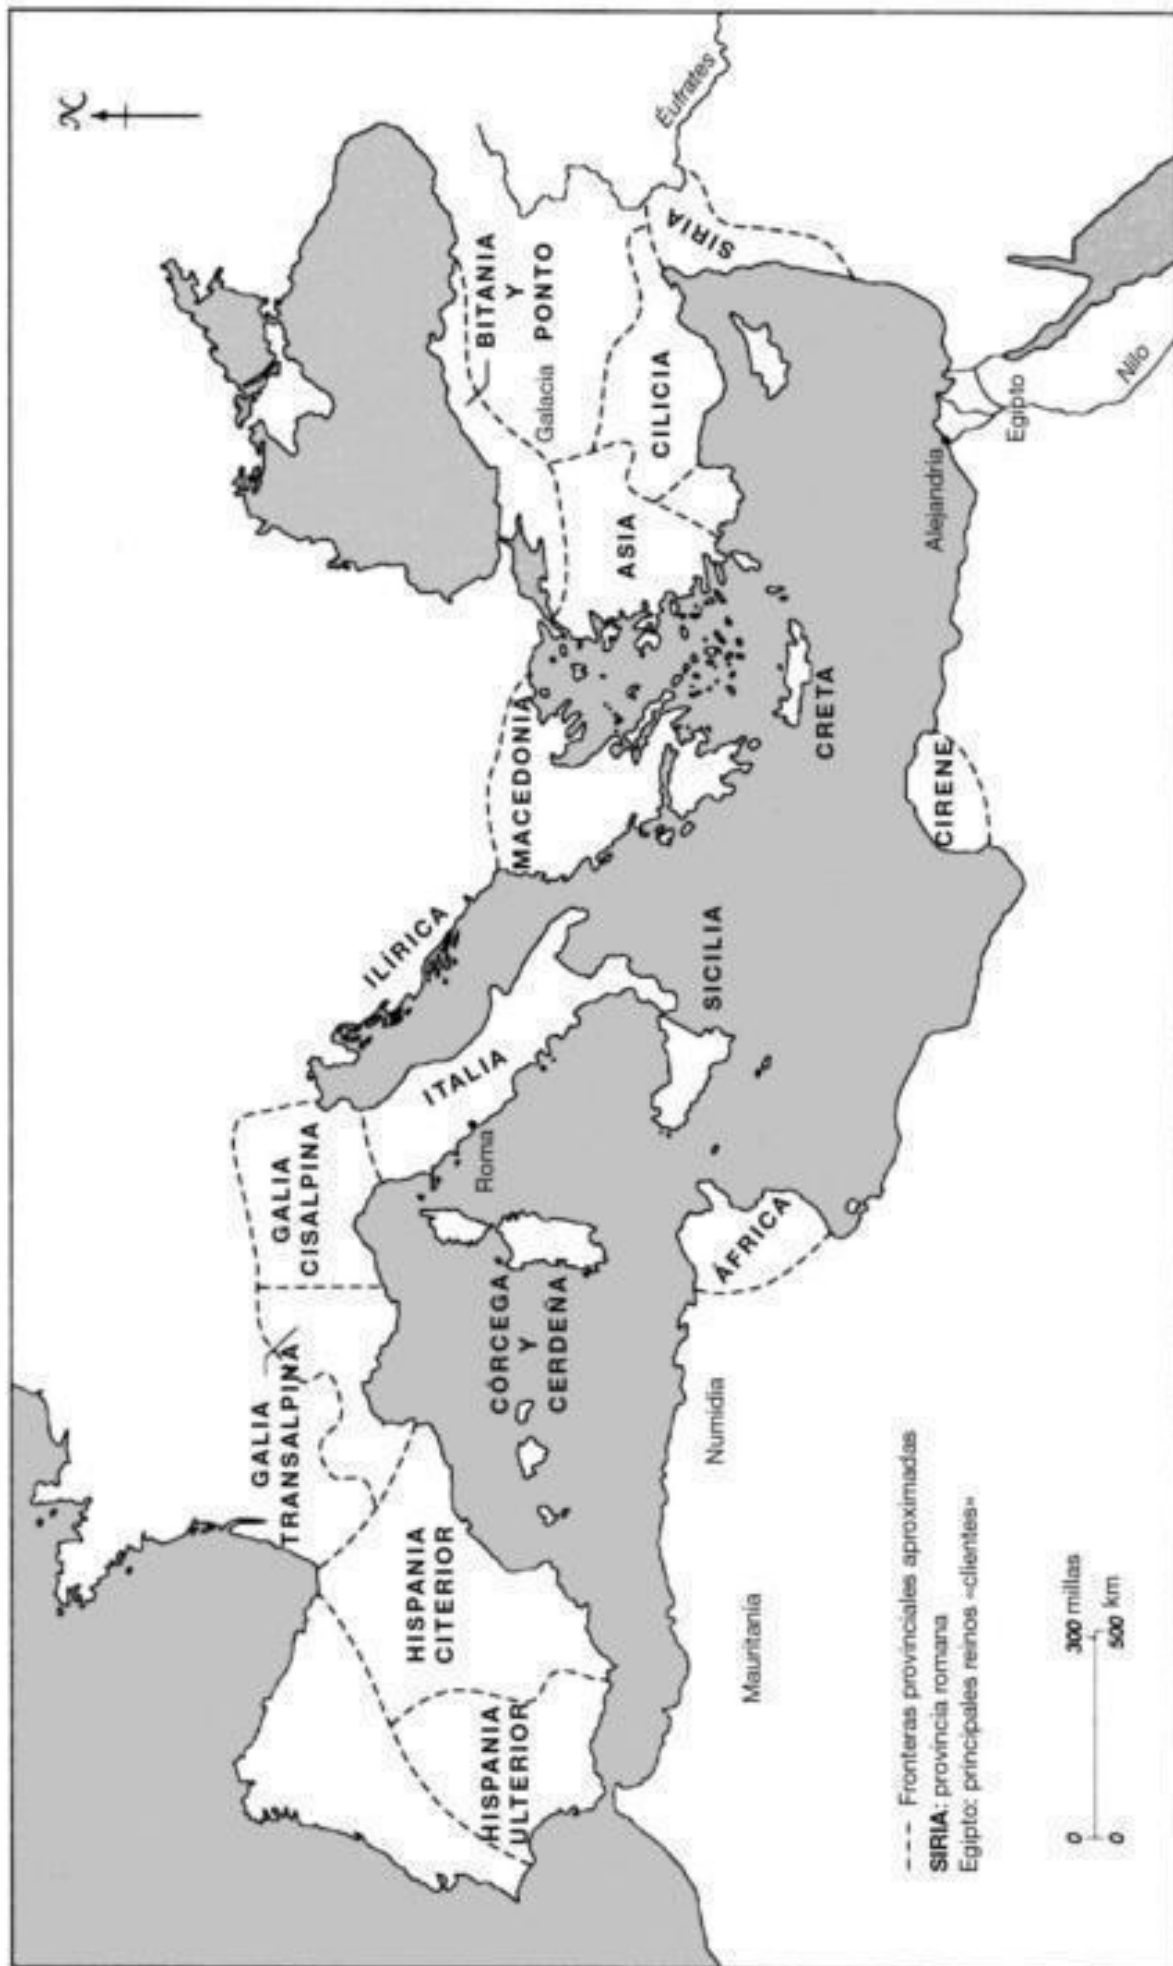 N
Éufrates
BITANIA
Y
PONTO
Galacia
SIRIA
CILICIA
ASIA
MACEDONIA
ILÍRICA
GALIA
CISALPINA
GALIA
TRANSALPINA
ITALIA
Roma
CÓRCEGA
Y
CERDEÑA
HISPANIA
CITERIOR
HISPANIA
ULTERIOR
SICILIA
CRETA
CIRENE
ÁFRICA
Alejandría
Egipto
Nilo
Numidia
Mauritania
Fronteras provinciales aproximadas
SIRIA: provincia romana
Egipto: principales reinos «clientes»
0 300 millas
0 500 km